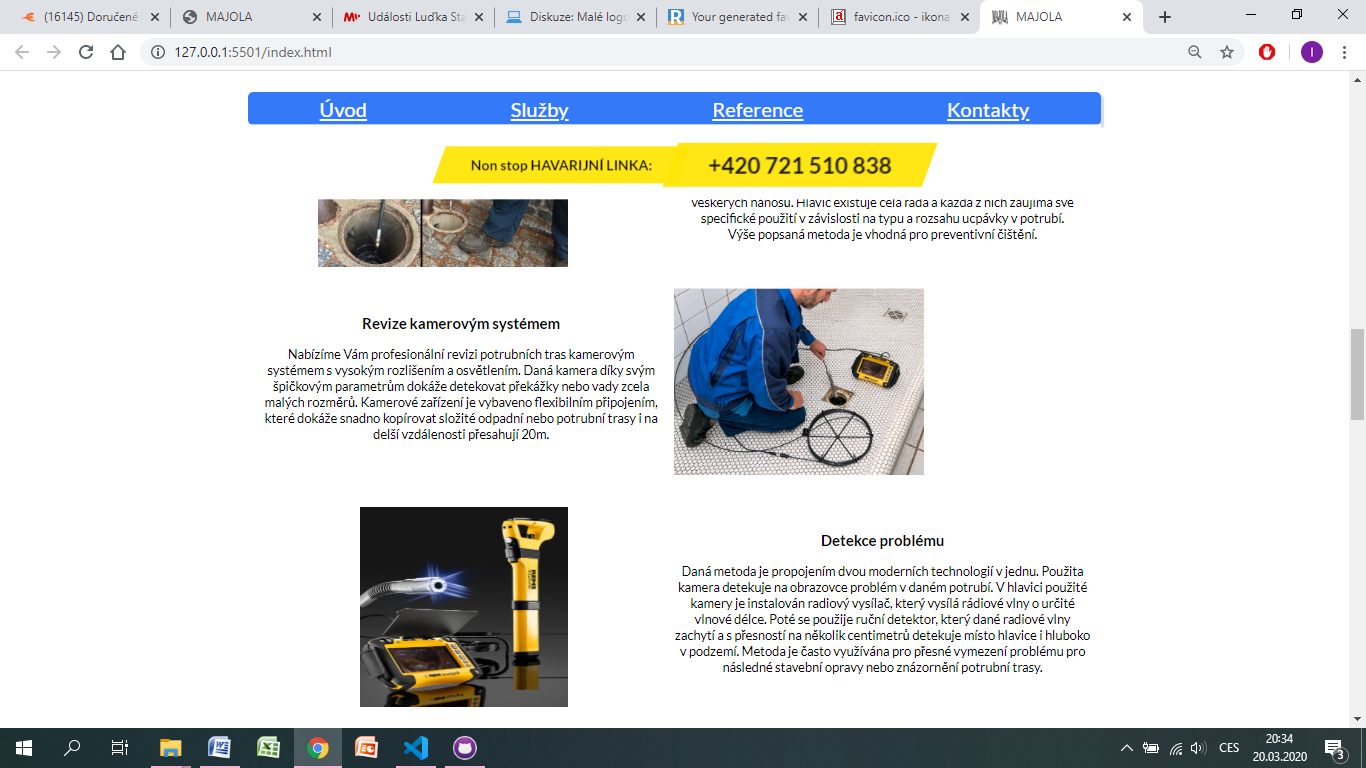 (16145) Doručené
MAJOLA
Události Luďka Sta
Diskuze: Malé logo
Your generated fav
favicon.ico - ikona
MAJOLA
127.0.0.1:5501/index.html
I
Úvod Služby Reference Kontakty
Non stop HAVARIJNÍ LINKA: +420 721 510 838
veškerých nánosů. Hlavic existuje celá řada a každá z nich zaujímá své
specifické použití v závislosti na typu a rozsahu ucpávky v potrubí.
Výše popsaná metoda je vhodná pro preventivní čištění.
Revize kamerovým systémem
Nabízíme Vám profesionální revizi potrubních tras kamerovým
systémem s vysokým rozlišením a osvětlením. Daná kamera díky svým
špičkovým parametrům dokáže detekovat překážky nebo vady zcela
malých rozměrů. Kamerové zařízení je vybaveno flexibilním připojením,
které dokáže snadno kopírovat složité odpadní nebo potrubní trasy i na
delší vzdálenosti přesahují 20m.
Detekce problému
Daná metoda je propojením dvou moderních technologií v jednu. Použita
kamera detekuje na obrazovce problém v daném potrubí. V hlavici použité
kamery je instalován radiový vysílač, který vysílá rádiové vlny o určité
vlnové délce. Poté se použije ruční detektor, který dané radiové vlny
zachytí a s přesností na několik centimetrů detekuje místo hlavice i hluboko
v podzemí. Metoda je často využívána pro přesné vymezení problému pro
následné stavební opravy nebo znázornění potrubní trasy.
REMS
CES
20:34
20.03.2020
3